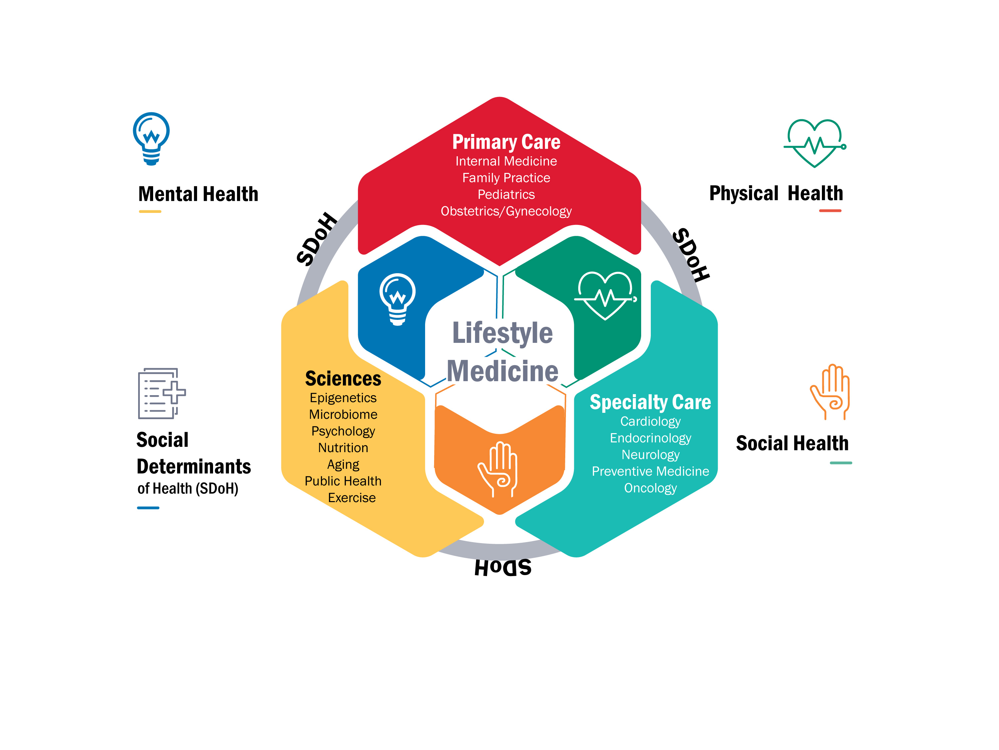 Mental Health
Physical Health
Social
Determinants
of Health (SDoH)
Social Health
SDoH
SDoH
SDoH
Primary Care
Internal Medicine
Family Practice
Pediatrics
Obstetrics/Gynecology
Lifestyle
Medicine
Sciences
Epigenetics
Microbiome
Psychology
Nutrition
Aging
Public Health
Exercise
Specialty Care
Cardiology
Endocrinology
Neurology
Preventive Medicine
Oncology